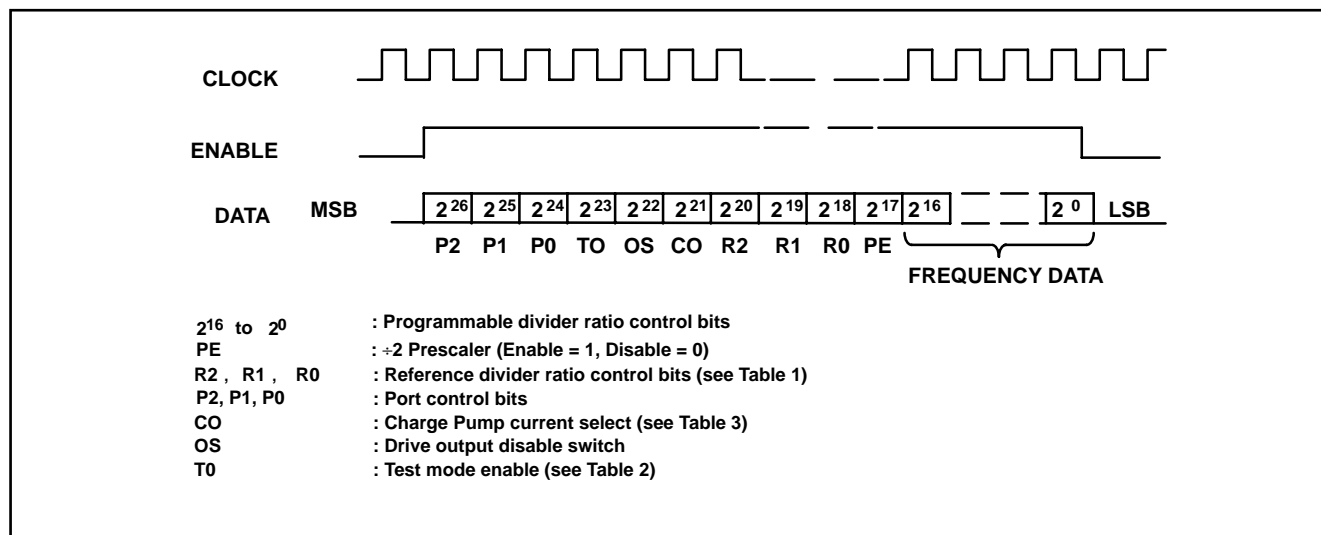 CLOCK
ENABLE
DATA MSB 2^26 2^25 2^24 2^23 2^22 2^21 2^20 2^19 2^18 2^17 2^16 2^0 LSB
P2 P1 P0 TO OS CO R2 R1 R0 PE
FREQUENCY DATA
2^16 to 2^0 : Programmable divider ratio control bits
PE : ÷2 Prescaler (Enable = 1, Disable = 0)
R2 , R1 , R0 : Reference divider ratio control bits (see Table 1)
P2, P1, P0 : Port control bits
CO : Charge Pump current select (see Table 3)
OS : Drive output disable switch
T0 : Test mode enable (see Table 2)